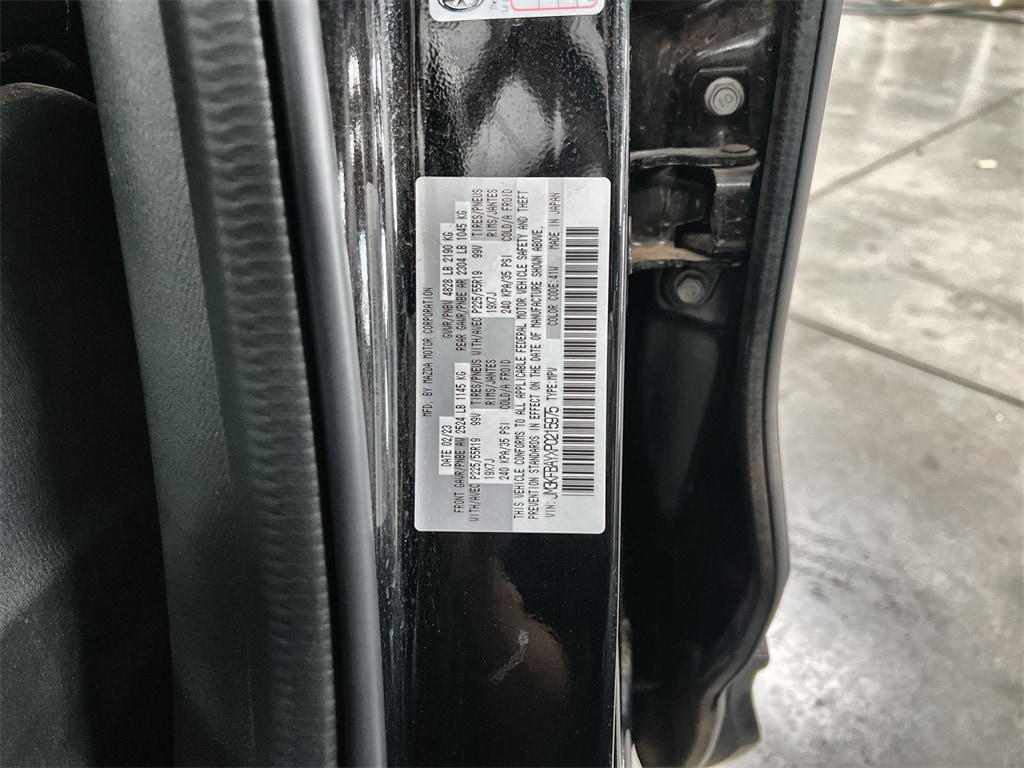 MFD. BY MAZDA MOTOR CORPORATION
DATE 02/23 GVWR/PNBV 4828 LB 2190 KG
FRONT GAWR/PNBE AV 2524 LB 1145 KG REAR GAWR/PNBE AR 2304 LB 1045 KG
WITH/AVEC P225/55R19 99V TIRES/PNEUS WITH/AVEC P225/55R19 99V TIRES/PNEUS
19X7J RIMS/JANTES 19X7J RIMS/JANTES
240 KPA/35 PSI COLD/A FROID 240 KPA/35 PSI COLD/A FROID
THIS VEHICLE CONFORMS TO ALL APPLICABLE FEDERAL MOTOR VEHICLE SAFETY AND THEFT
PREVENTION STANDARDS IN EFFECT ON THE DATE OF MANUFACTURE SHOWN ABOVE.
VIN: TYPE:MPV COLOR CODE:41W MADE IN JAPAN
10